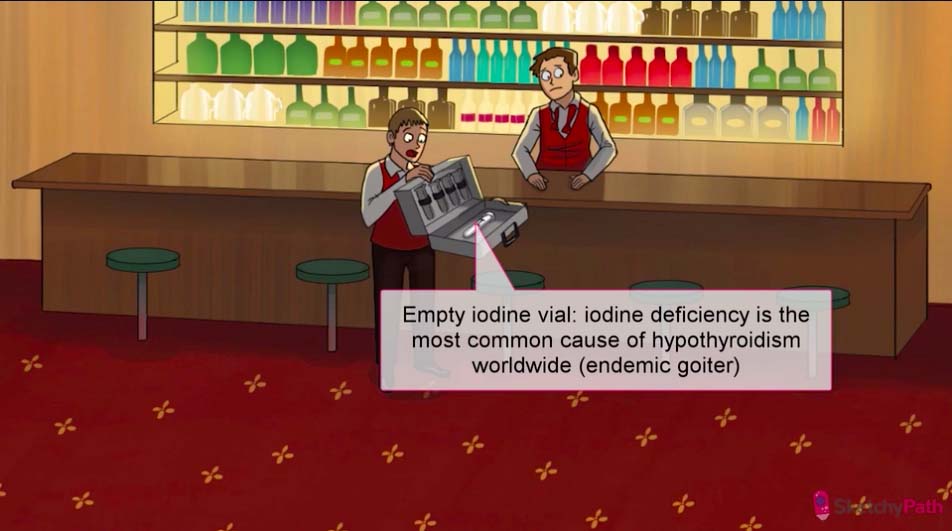 Empty iodine vial: iodine deficiency is the
most common cause of hypothyroidism
worldwide (endemic goiter)
SketchyPath